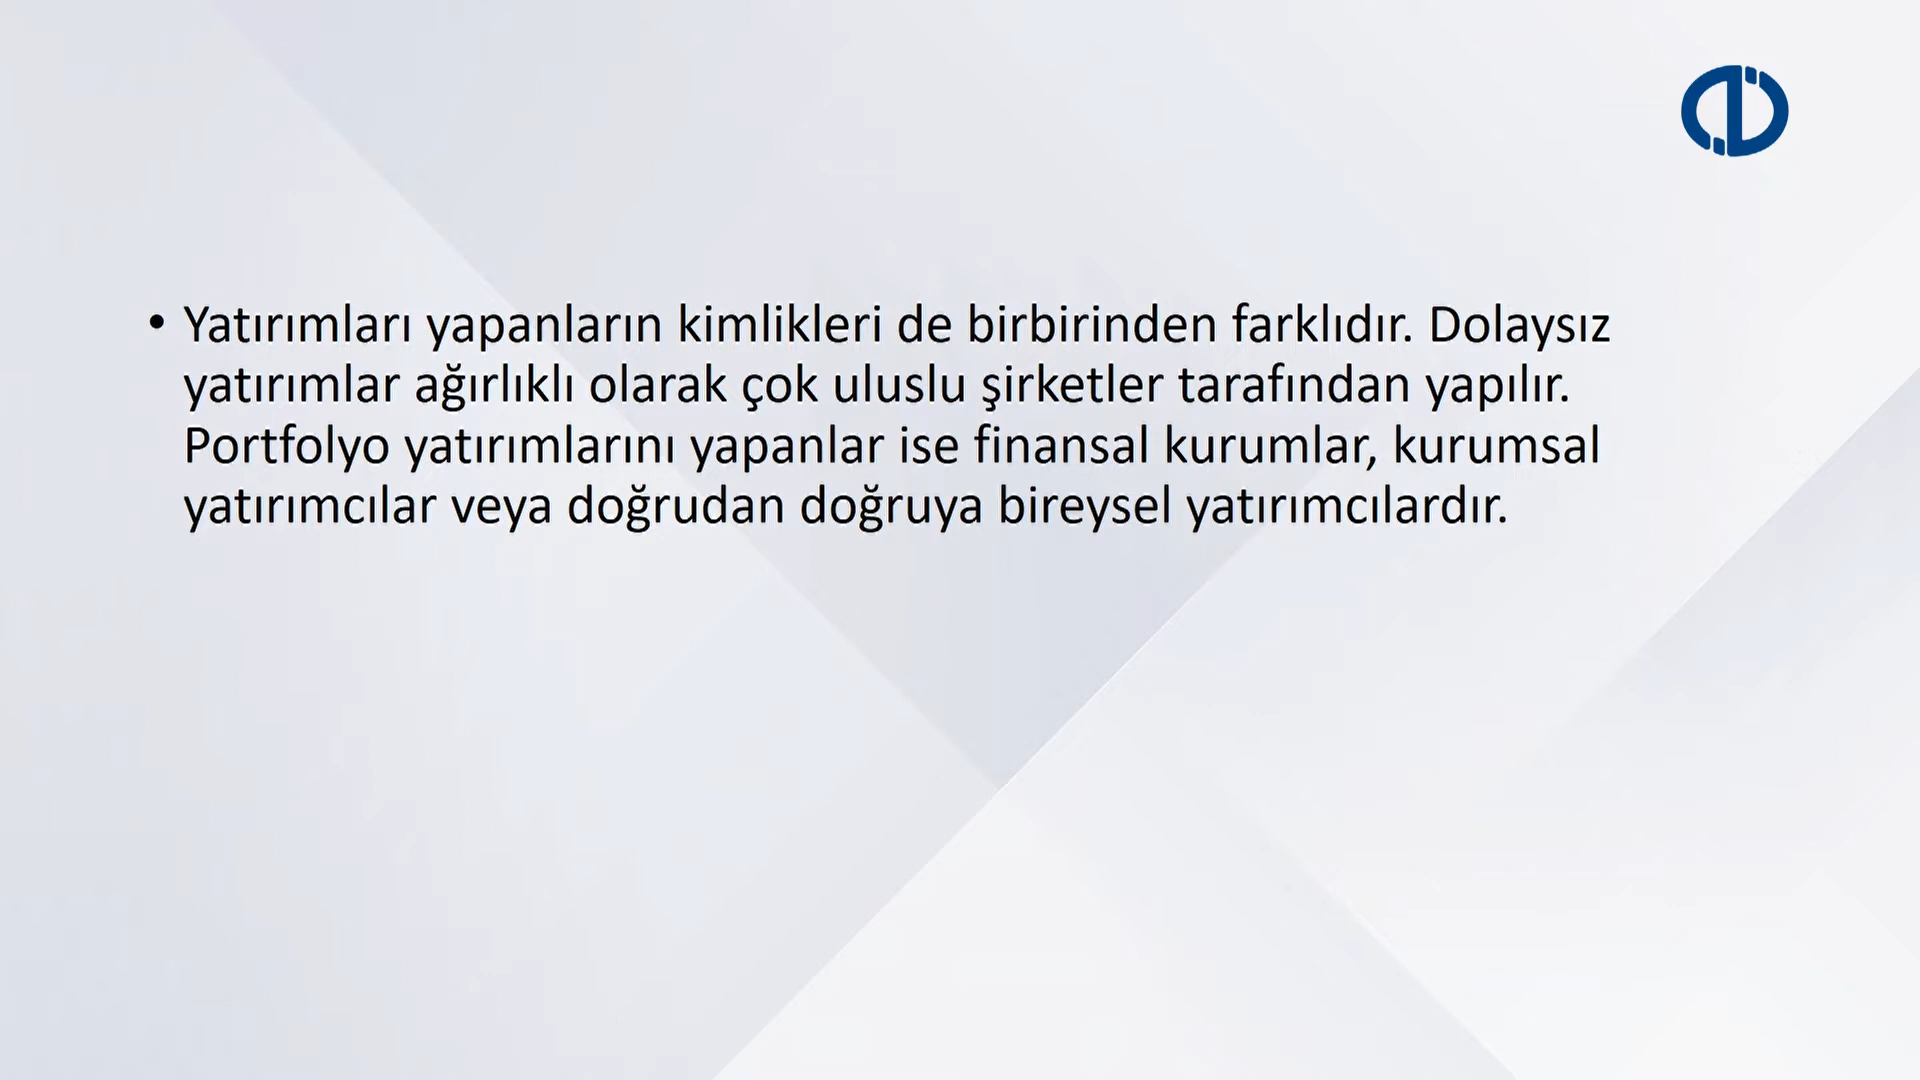 • Yatırımları yapanların kimlikleri de birbirinden farklıdır. Dolaysız
yatırımlar ağırlıklı olarak çok uluslu şirketler tarafından yapılır.
Portfolyo yatırımlarını yapanlar ise finansal kurumlar, kurumsal
yatırımcılar veya doğrudan doğruya bireysel yatırımcılardır.